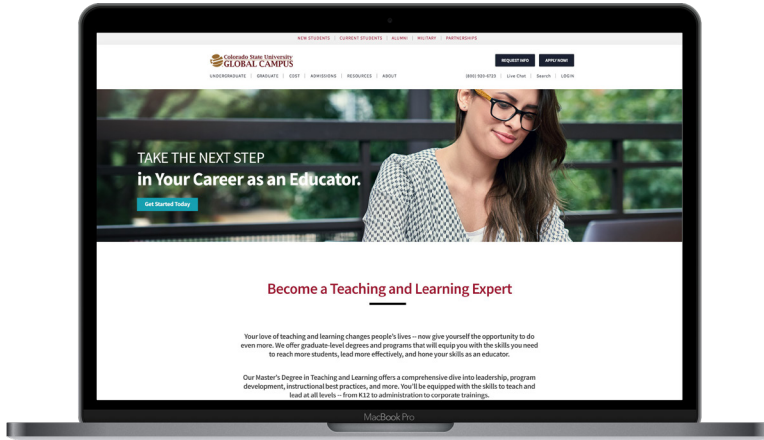 NEW STUDENTS | CURRENT STUDENTS | ALUMNI | MILITARY | PARTNERSHIPS
Colorado State University
GLOBAL CAMPUS
REQUEST INFO
APPLY NOW!
UNDERGRADUATE | GRADUATE | COST | ADMISSIONS | RESOURCES | ABOUT
(800) 920-6723 | Live Chat | Search | LOGIN
TAKE THE NEXT STEP
in Your Career as an Educator.
Get Started Today
Become a Teaching and Learning Expert
Your love of teaching and learning changes people's lives -- now give yourself the opportunity to do
even more. We offer graduate-level degrees and programs that will equip you with the skills you need
to reach more students, lead more effectively, and hone your skills as an educator.
Our Master's Degree in Teaching and Learning offers a comprehensive dive into leadership, program
development, instructional best practices, and more. You'll be equipped with the skills to teach and
lead at all levels -- from K12 to administration to corporate trainings.
MacBook Pro